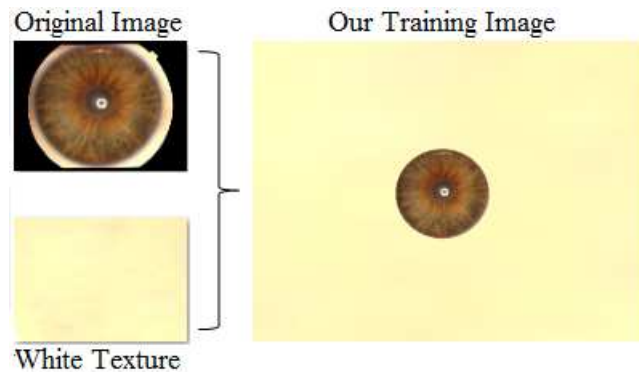 Original Image
Our Training Image
White Texture